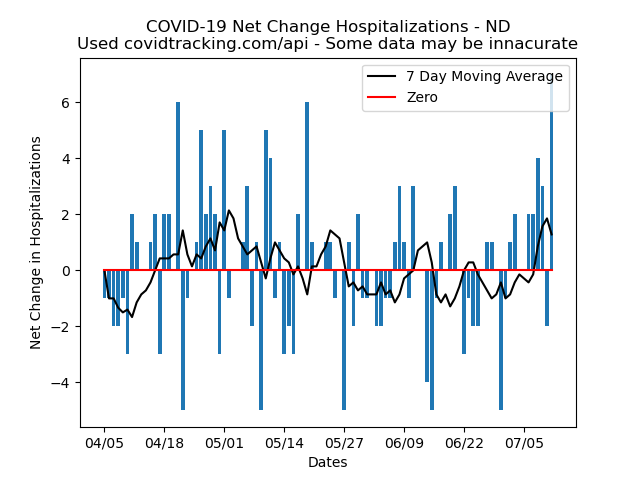 COVID-19 Net Change Hospitalizations - ND
Used covidtracking.com/api - Some data may be innacurate
7 Day Moving Average
Zero
Net Change in Hospitalizations
6
4
2
0
−2
−4
04/05 04/18 05/01 05/14 05/27 06/09 06/22 07/05
Dates